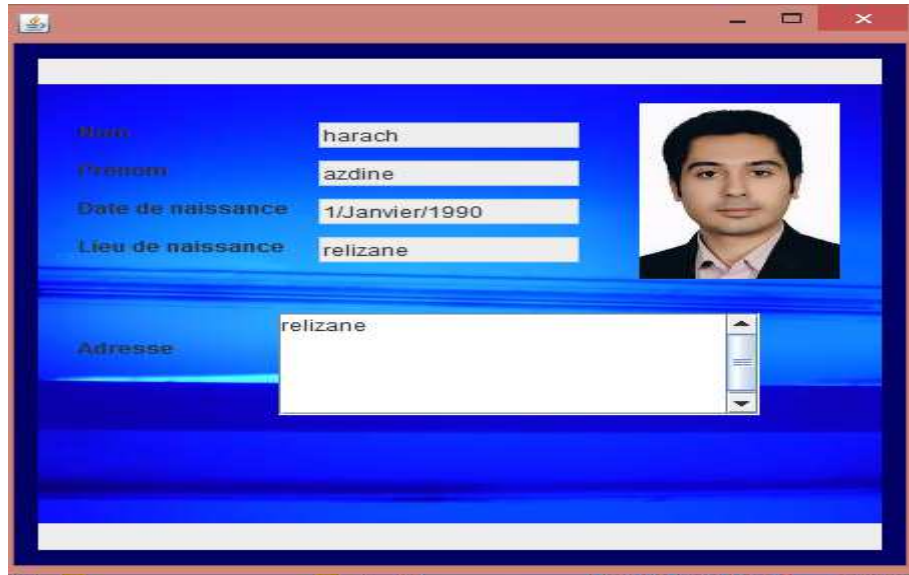 Nom harach
Prenom azdine
Date de naissance 1/Janvier/1990
Lieu de naissance relizane
Adresse relizane